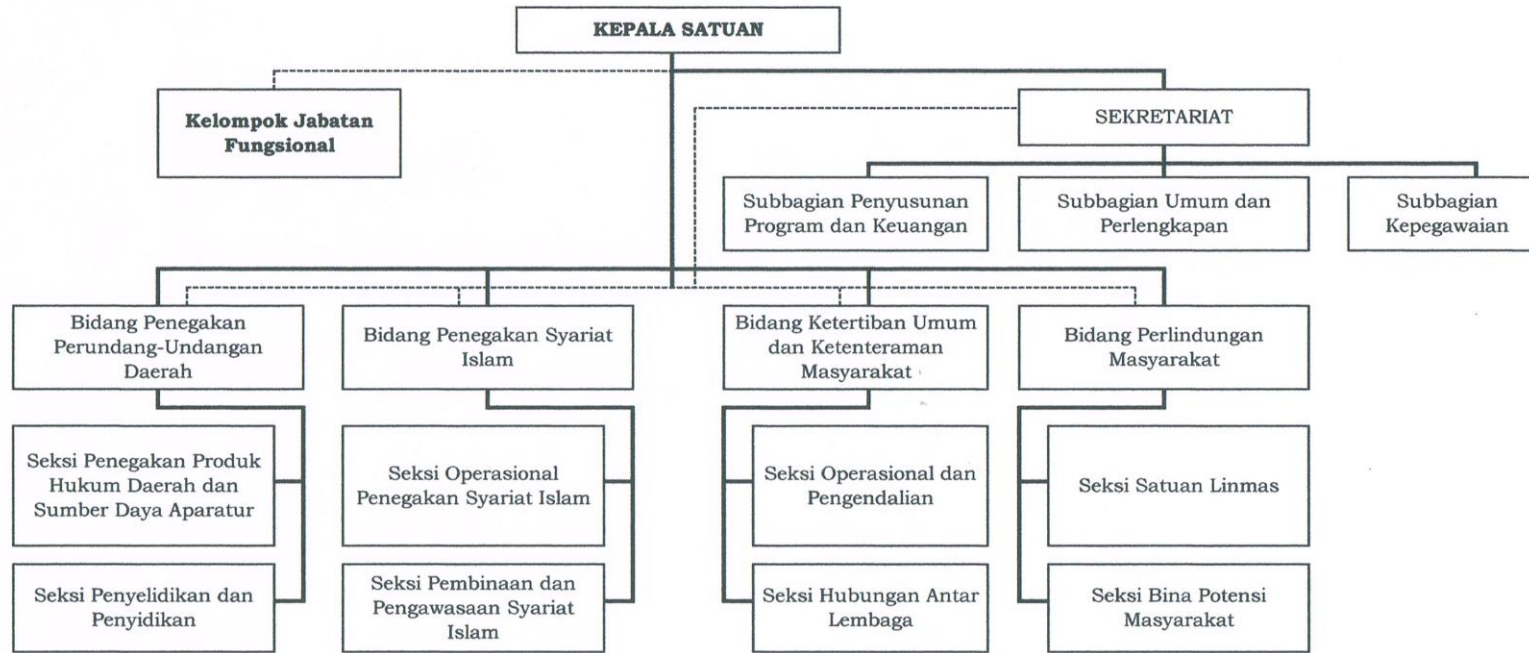 KEPALA SATUAN
Kelompok Jabatan
Fungsional
SEKRETARIAT
Subbagian Penyusunan
Program dan Keuangan
Subbagian Umum dan
Perlengkapan
Subbagian
Kepegawaian
Bidang Penegakan
Perundang-Undangan
Daerah
Bidang Penegakan Syariat
Islam
Bidang Ketertiban Umum
dan Ketenteraman
Masyarakat
Bidang Perlindungan
Masyarakat
Seksi Penegakan Produk
Hukum Daerah dan
Sumber Daya Aparatur
Seksi Operasional
Penegakan Syariat Islam
Seksi Operasional dan
Pengendalian
Seksi Satuan Linmas
Seksi Penyelidikan dan
Penyidikan
Seksi Pembinaan dan
Pengawasaan Syariat
Islam
Seksi Hubungan Antar
Lembaga
Seksi Bina Potensi
Masyarakat